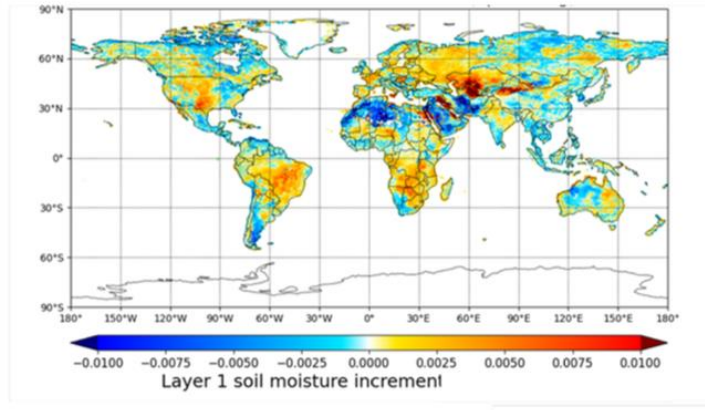 90°N
60°N
30°N
0°
30°S
60°S
90°S
180° 150°W 120°W 90°W 60°W 30°W 0° 30°E 60°E 90°E 120°E 150°E 180°
−0.0100 −0.0075 −0.0050 −0.0025 0.0000 0.0025 0.0050 0.0075 0.0100
Layer 1 soil moisture increment